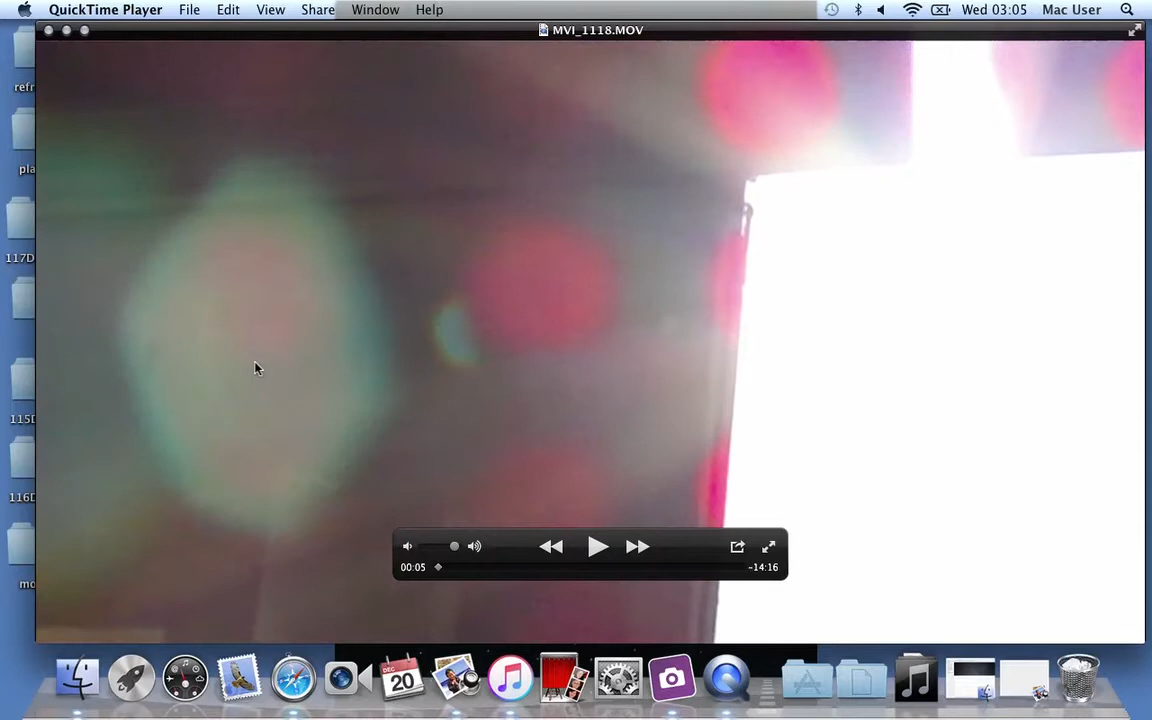 QuickTime Player File Edit View Share Window Help Wed 03:05 Mac User
MVI_1118.MOV
refr
pla
117D
115D
116D
mo
00:05 -14:16
DEC
20